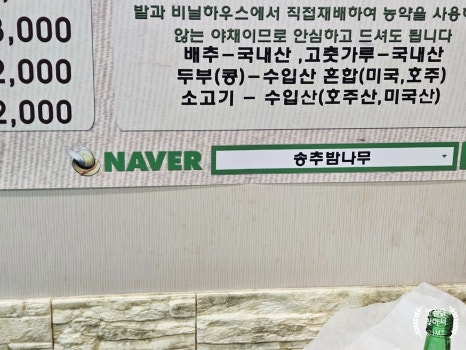 밭과 비닐하우스에서 직접재배하여 농약을 사용하
않는 야채이므로 안심하고 드셔도 됩니다
배추-국내산 ,고춧가루-국내산
두부(콩)-수입산 혼합(미국,호주)
소고기 - 수입산(호주산,미국산)
3,000
2,000
2,000
NAVER 송추밤나무